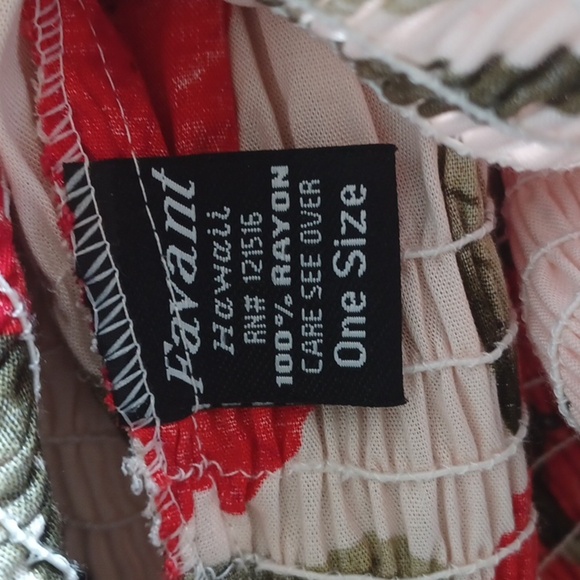 Favant
Hawaii
RN# 121516
100% RAYON
CARE SEE OVER
One Size